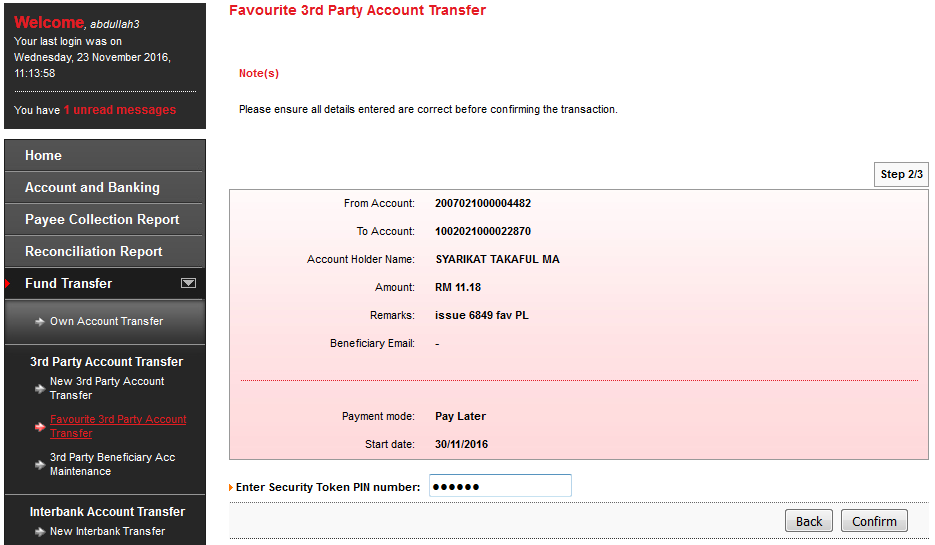 Welcome, abdullah3
Your last login was on
Wednesday, 23 November 2016,
11:13:58
You have 1 unread messages
Home
Account and Banking
Payee Collection Report
Reconciliation Report
Fund Transfer
Own Account Transfer
3rd Party Account Transfer
New 3rd Party Account
Transfer
Favourite 3rd Party Account
Transfer
3rd Party Beneficiary Acc
Maintenance
Interbank Account Transfer
New Interbank Transfer
Favourite 3rd Party Account Transfer
Note(s)
Please ensure all details entered are correct before confirming the transaction.
Step 2/3
From Account: 2007021000004482
To Account: 1002021000022870
Account Holder Name: SYARIKAT TAKAFUL MA
Amount: RM 11.18
Remarks: issue 6849 fav PL
Beneficiary Email: -
Payment mode: Pay Later
Start date: 30/11/2016
Enter Security Token PIN number: ●●●●●●
Back Confirm